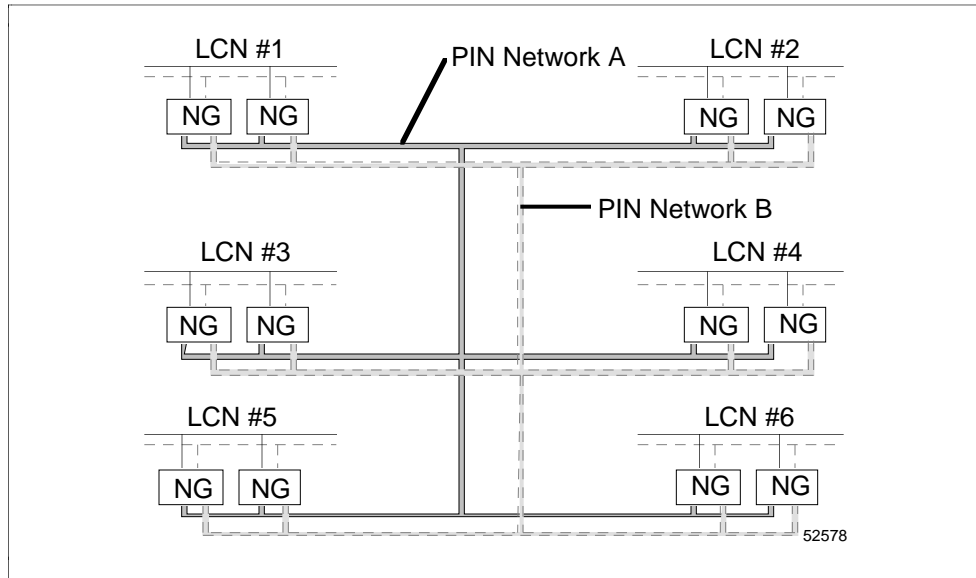 LCN #1
PIN Network A
LCN #2
NG NG NG NG
PIN Network B
LCN #3
LCN #4
NG NG NG NG
LCN #5
LCN #6
NG NG NG NG
52578